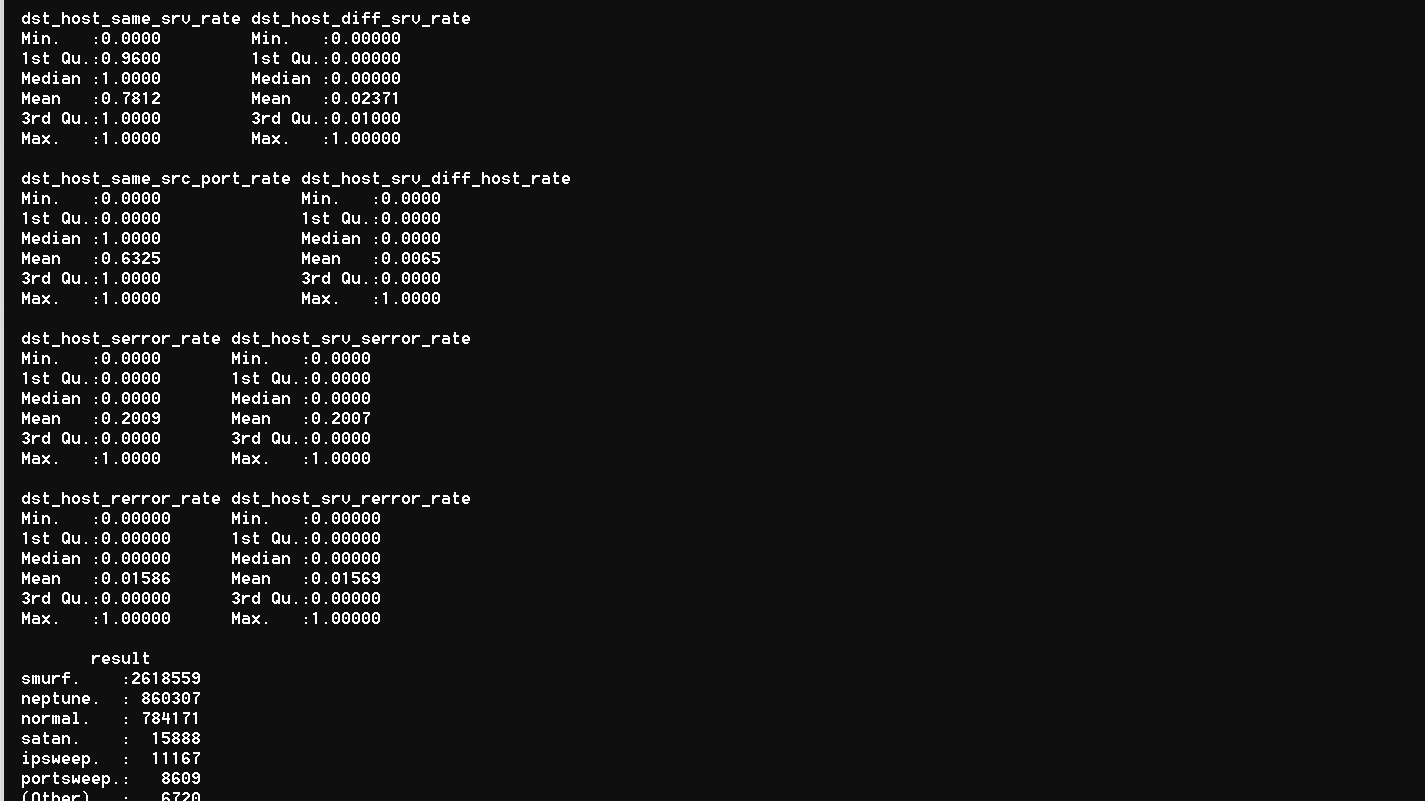 dst_host_same_srv_rate dst_host_diff_srv_rate
Min.   :0.0000         Min.   :0.00000
1st Qu.:0.9600         1st Qu.:0.00000
Median :1.0000         Median :0.00000
Mean   :0.7812         Mean   :0.02371
3rd Qu.:1.0000         3rd Qu.:0.01000
Max.   :1.0000         Max.   :1.00000
dst_host_same_src_port_rate dst_host_srv_diff_host_rate
Min.   :0.0000              Min.   :0.0000
1st Qu.:0.0000              1st Qu.:0.0000
Median :1.0000              Median :0.0000
Mean   :0.6325              Mean   :0.0065
3rd Qu.:1.0000              3rd Qu.:0.0000
Max.   :1.0000              Max.   :1.0000
dst_host_serror_rate dst_host_srv_serror_rate
Min.   :0.0000       Min.   :0.0000
1st Qu.:0.0000       1st Qu.:0.0000
Median :0.0000       Median :0.0000
Mean   :0.2009       Mean   :0.2007
3rd Qu.:0.0000       3rd Qu.:0.0000
Max.   :1.0000       Max.   :1.0000
dst_host_rerror_rate dst_host_srv_rerror_rate
Min.   :0.00000      Min.   :0.00000
1st Qu.:0.00000      1st Qu.:0.00000
Median :0.00000      Median :0.00000
Mean   :0.01586      Mean   :0.01569
3rd Qu.:0.00000      3rd Qu.:0.00000
Max.   :1.00000      Max.   :1.00000
result
smurf.    :2618559
neptune.  : 860307
normal.   : 784171
satan.    :  15888
ipsweep.  :  11167
portsweep.:   8609
(Other)   :   6720